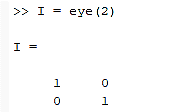 >> I = eye(2)
I =
1 0
0 1